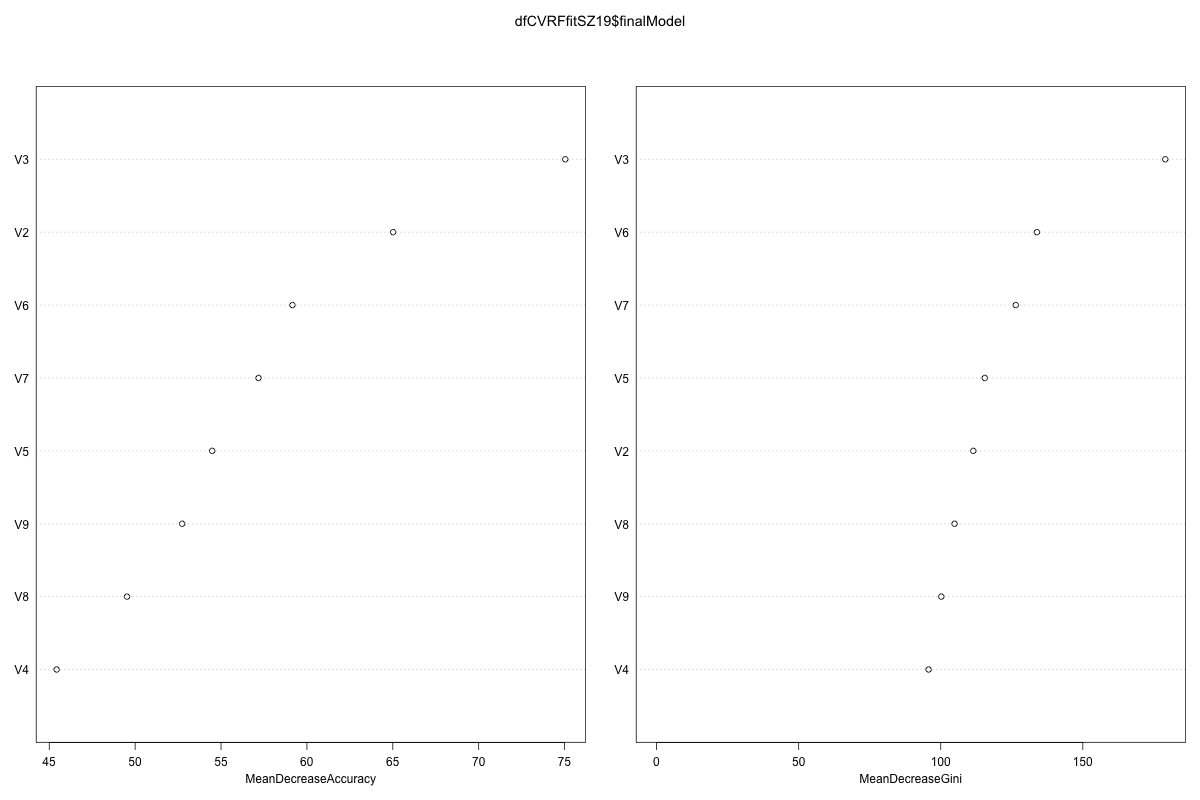 dfCVRFfitSZ19$finalModel
V3
V2
V6
V7
V5
V9
V8
V4
45 50 55 60 65 70 75
MeanDecreaseAccuracy
V3
V6
V7
V5
V2
V8
V9
V4
0 50 100 150
MeanDecreaseGini